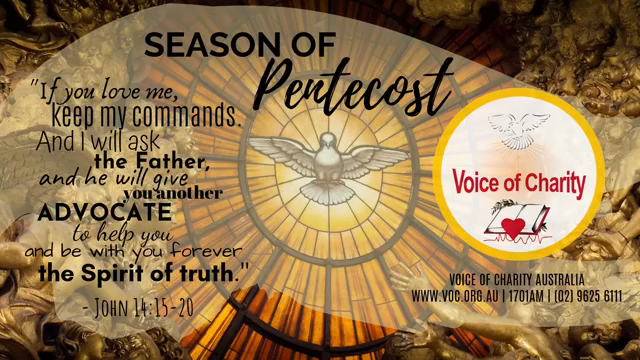 SEASON OF
Pentecost
"If you love me,
keep my commands.
And I will ask
the Father,
and he will give
you another
ADVOCATE
to help you
and be with you forever
the Spirit of truth."
- JOHN 14:15-20
Voice of Charity
VOICE OF CHARITY AUSTRALIA
WWW.VOC.ORG.AU | 1701AM | (02) 9625 6111